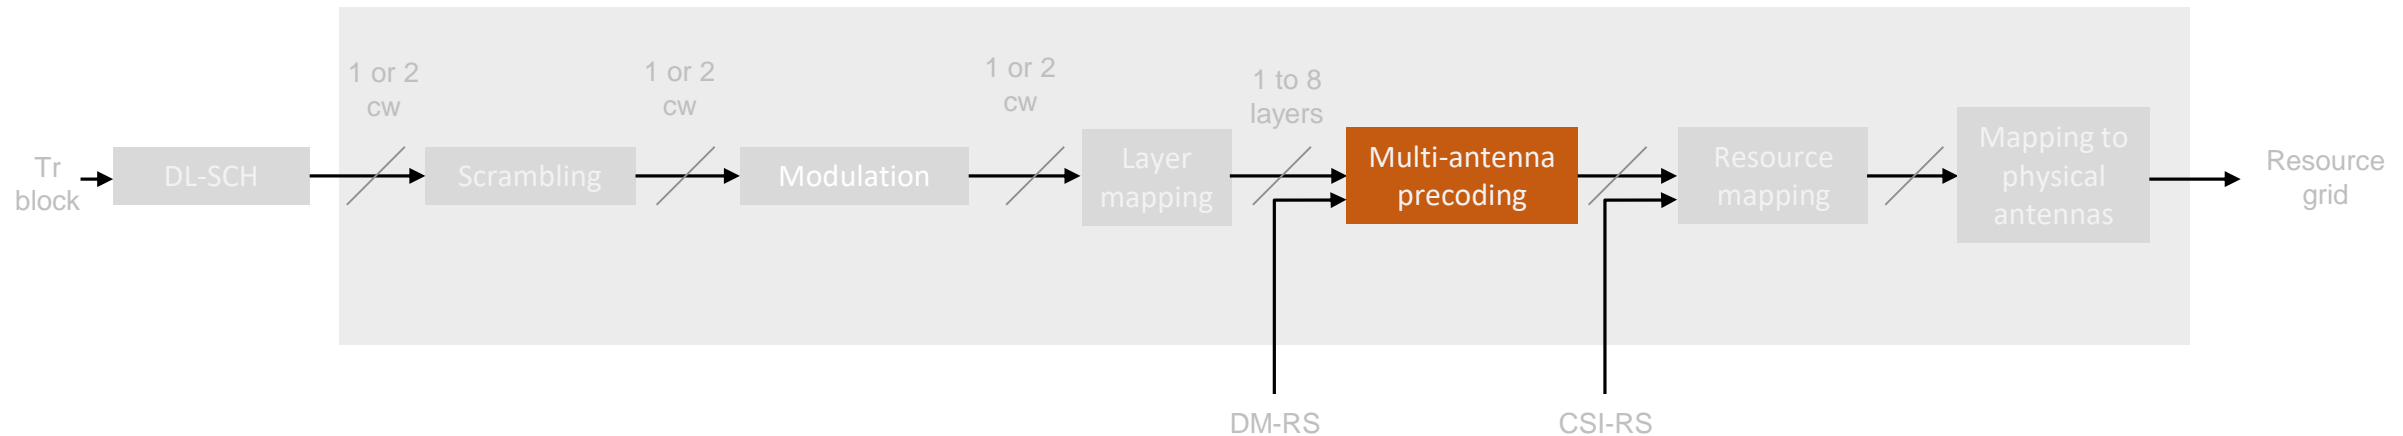 1 or 2
cw
1 or 2
cw
1 or 2
cw
1 to 8
layers
Tr
block
DL-SCH
Scrambling
Modulation
Layer
mapping
Multi-antenna
precoding
Resource
mapping
Mapping to
physical
antennas
Resource
grid
DM-RS
CSI-RS